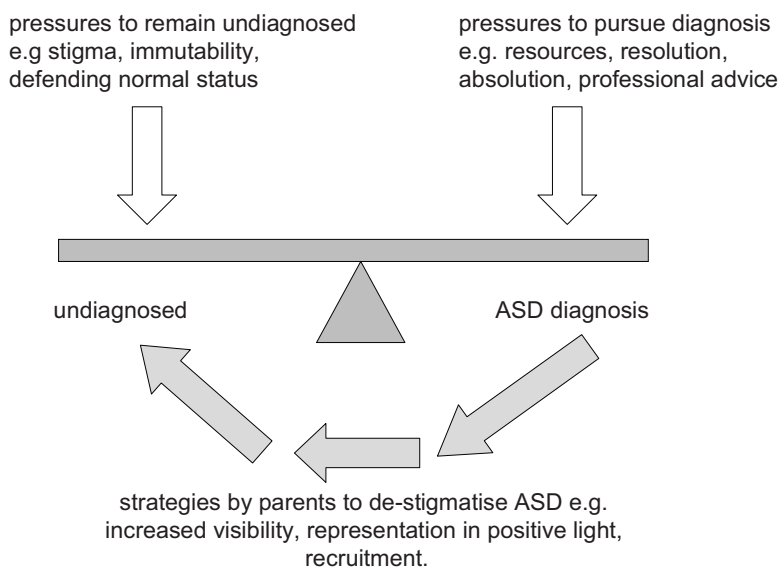 pressures to remain undiagnosed
e.g stigma, immutability,
defending normal status
pressures to pursue diagnosis
e.g. resources, resolution,
absolution, professional advice
undiagnosed
ASD diagnosis
strategies by parents to de-stigmatise ASD e.g.
increased visibility, representation in positive light,
recruitment.